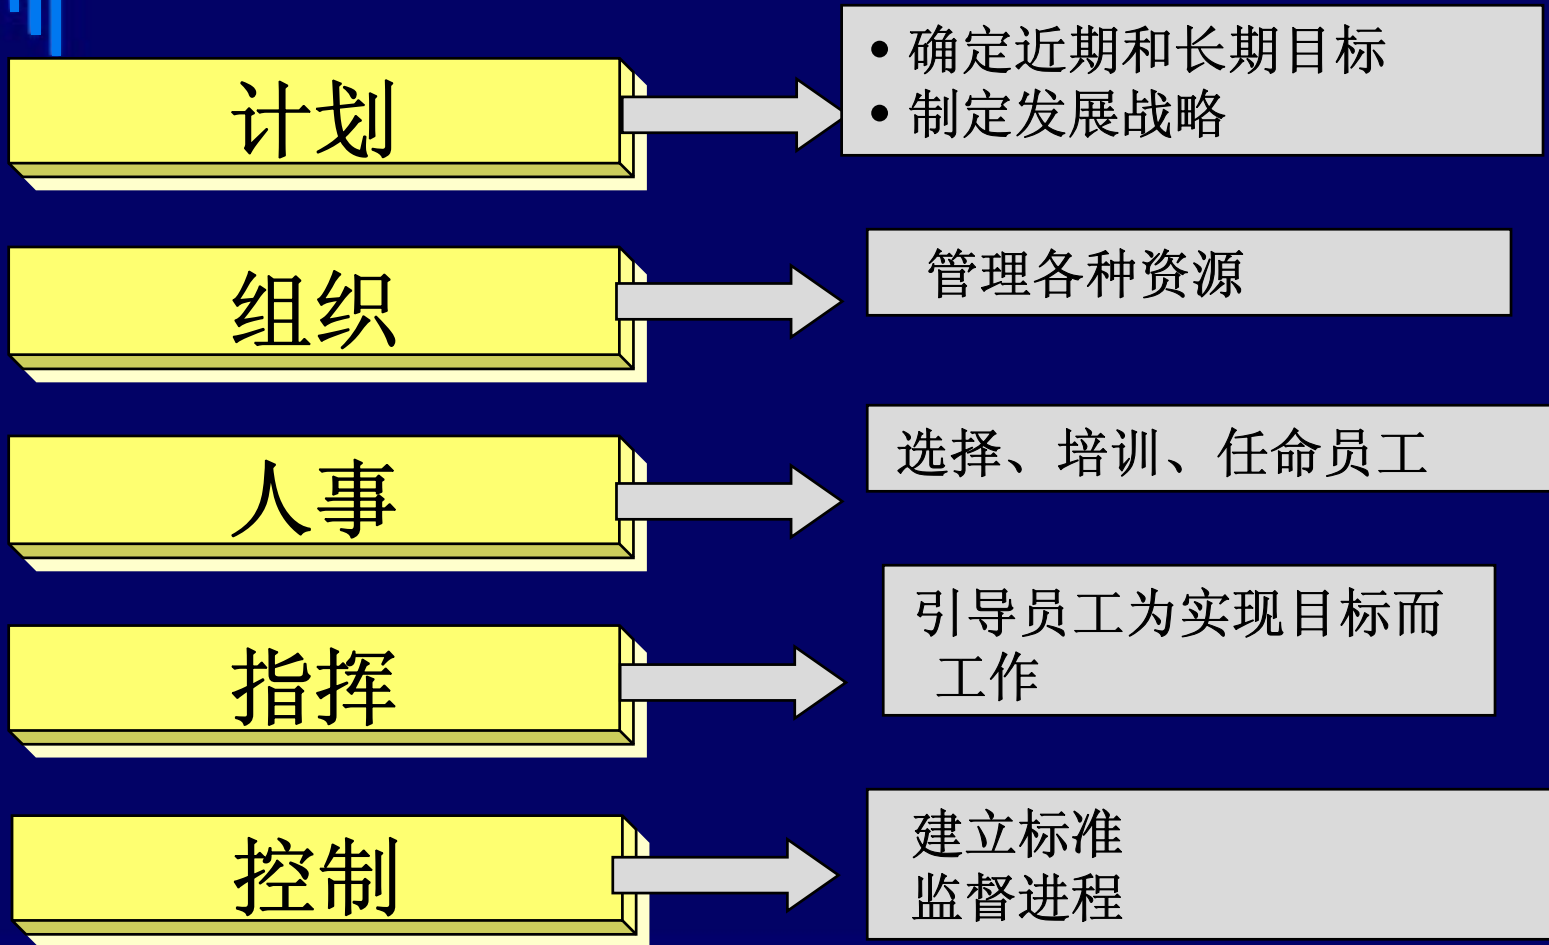 计划
• 确定近期和长期目标
• 制定发展战略
组织
管理各种资源
人事
选择、培训、任命员工
指挥
引导员工为实现目标而
工作
控制
建立标准
监督进程